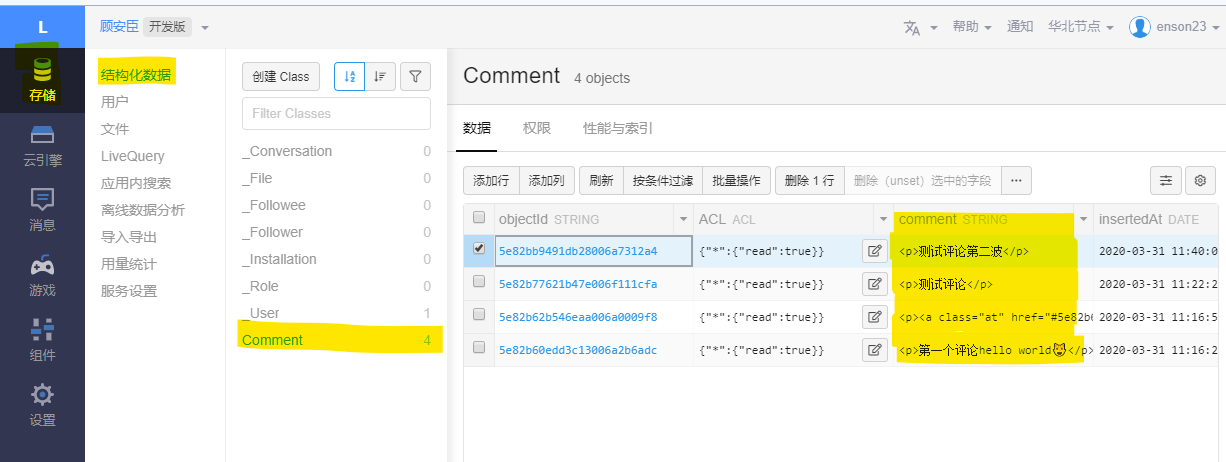 L
顾安臣 开发版
帮助 通知 华北节点 enson23
存储
云引擎
消息
游戏
组件
设置
结构化数据
用户
文件
LiveQuery
应用内搜索
离线数据分析
导入导出
用量统计
服务设置
创建 Class
Filter Classes
_Conversation 0
_File 0
_Followee 0
_Follower 0
_Installation 0
_Role 0
_User 1
Comment 4
Comment 4 objects
数据 权限 性能与索引
添加行 添加列 刷新 按条件过滤 批量操作 删除 1 行 删除（unset）选中的字段 ...
objectId STRING ACL ACL comment STRING insertedAt DATE
5e82bb9491db28006a7312a4 {"*":{"read":true}} <p>测试评论第二波</p> 2020-03-31 11:40:0
5e82b77621b47e006f111cfa {"*":{"read":true}} <p>测试评论</p> 2020-03-31 11:22:2
5e82b62b546eaa006a0009f8 {"*":{"read":true}} <p><a class="at" href="#5e82b6 2020-03-31 11:16:5
5e82b60edd3c13006a2b6adc {"*":{"read":true}} <p>第一个评论hello world😸</p> 2020-03-31 11:16:2